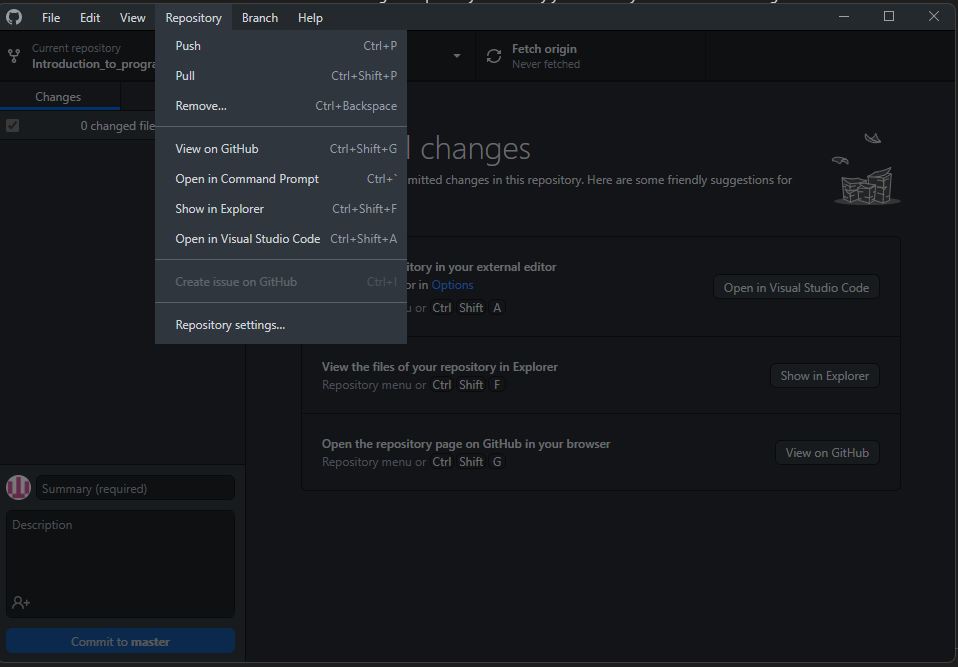 File Edit View Repository Branch Help
Current repository
Introduction_to_progra
Fetch origin
Never fetched
Push Ctrl+P
Pull Ctrl+Shift+P
Remove... Ctrl+Backspace
View on GitHub Ctrl+Shift+G
Open in Command Prompt Ctrl+`
Show in Explorer Ctrl+Shift+F
Open in Visual Studio Code Ctrl+Shift+A
Create issue on GitHub Ctrl+I
Repository settings...
Changes
0 changed file
changes
mitted changes in this repository. Here are some friendly suggestions for
itory in your external editor
or in Options
u or Ctrl Shift A
Open in Visual Studio Code
View the files of your repository in Explorer
Repository menu or Ctrl Shift F
Show in Explorer
Open the repository page on GitHub in your browser
Repository menu or Ctrl Shift G
View on GitHub
Summary (required)
Description
Commit to master